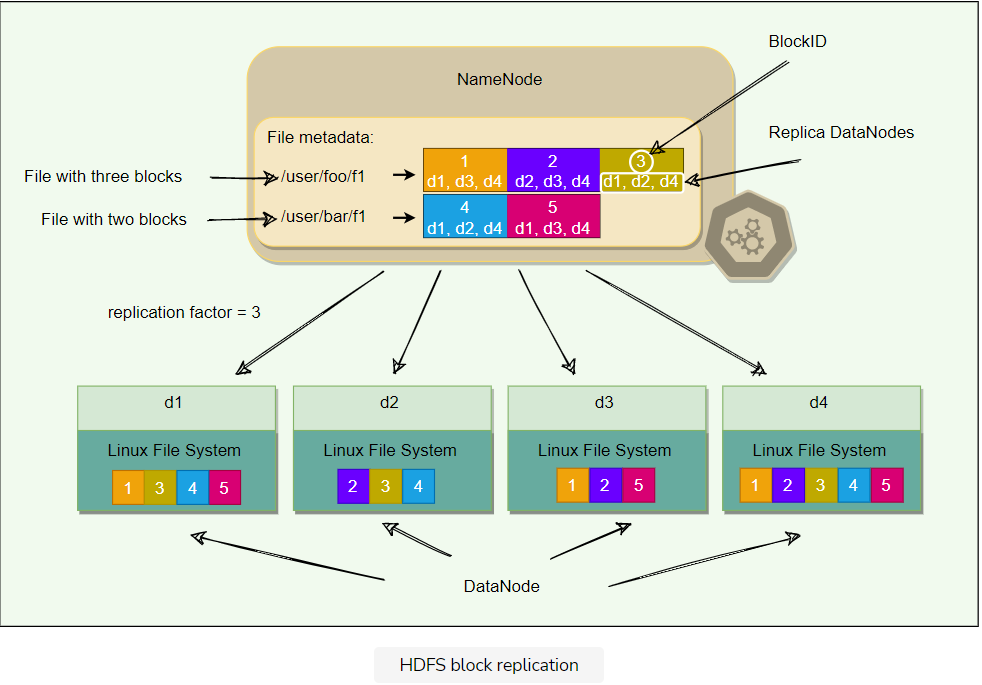 BlockID
NameNode
Replica DataNodes
File metadata:
File with three blocks
/user/foo/f1
1
d1, d3, d4
2
d2, d3, d4
3
d1, d2, d4
File with two blocks
/user/bar/f1
4
d1, d2, d4
5
d1, d3, d4
replication factor = 3
d1
Linux File System
1 3 4 5
d2
Linux File System
2 3 4
d3
Linux File System
1 2 5
d4
Linux File System
1 2 3 4 5
DataNode
HDFS block replication